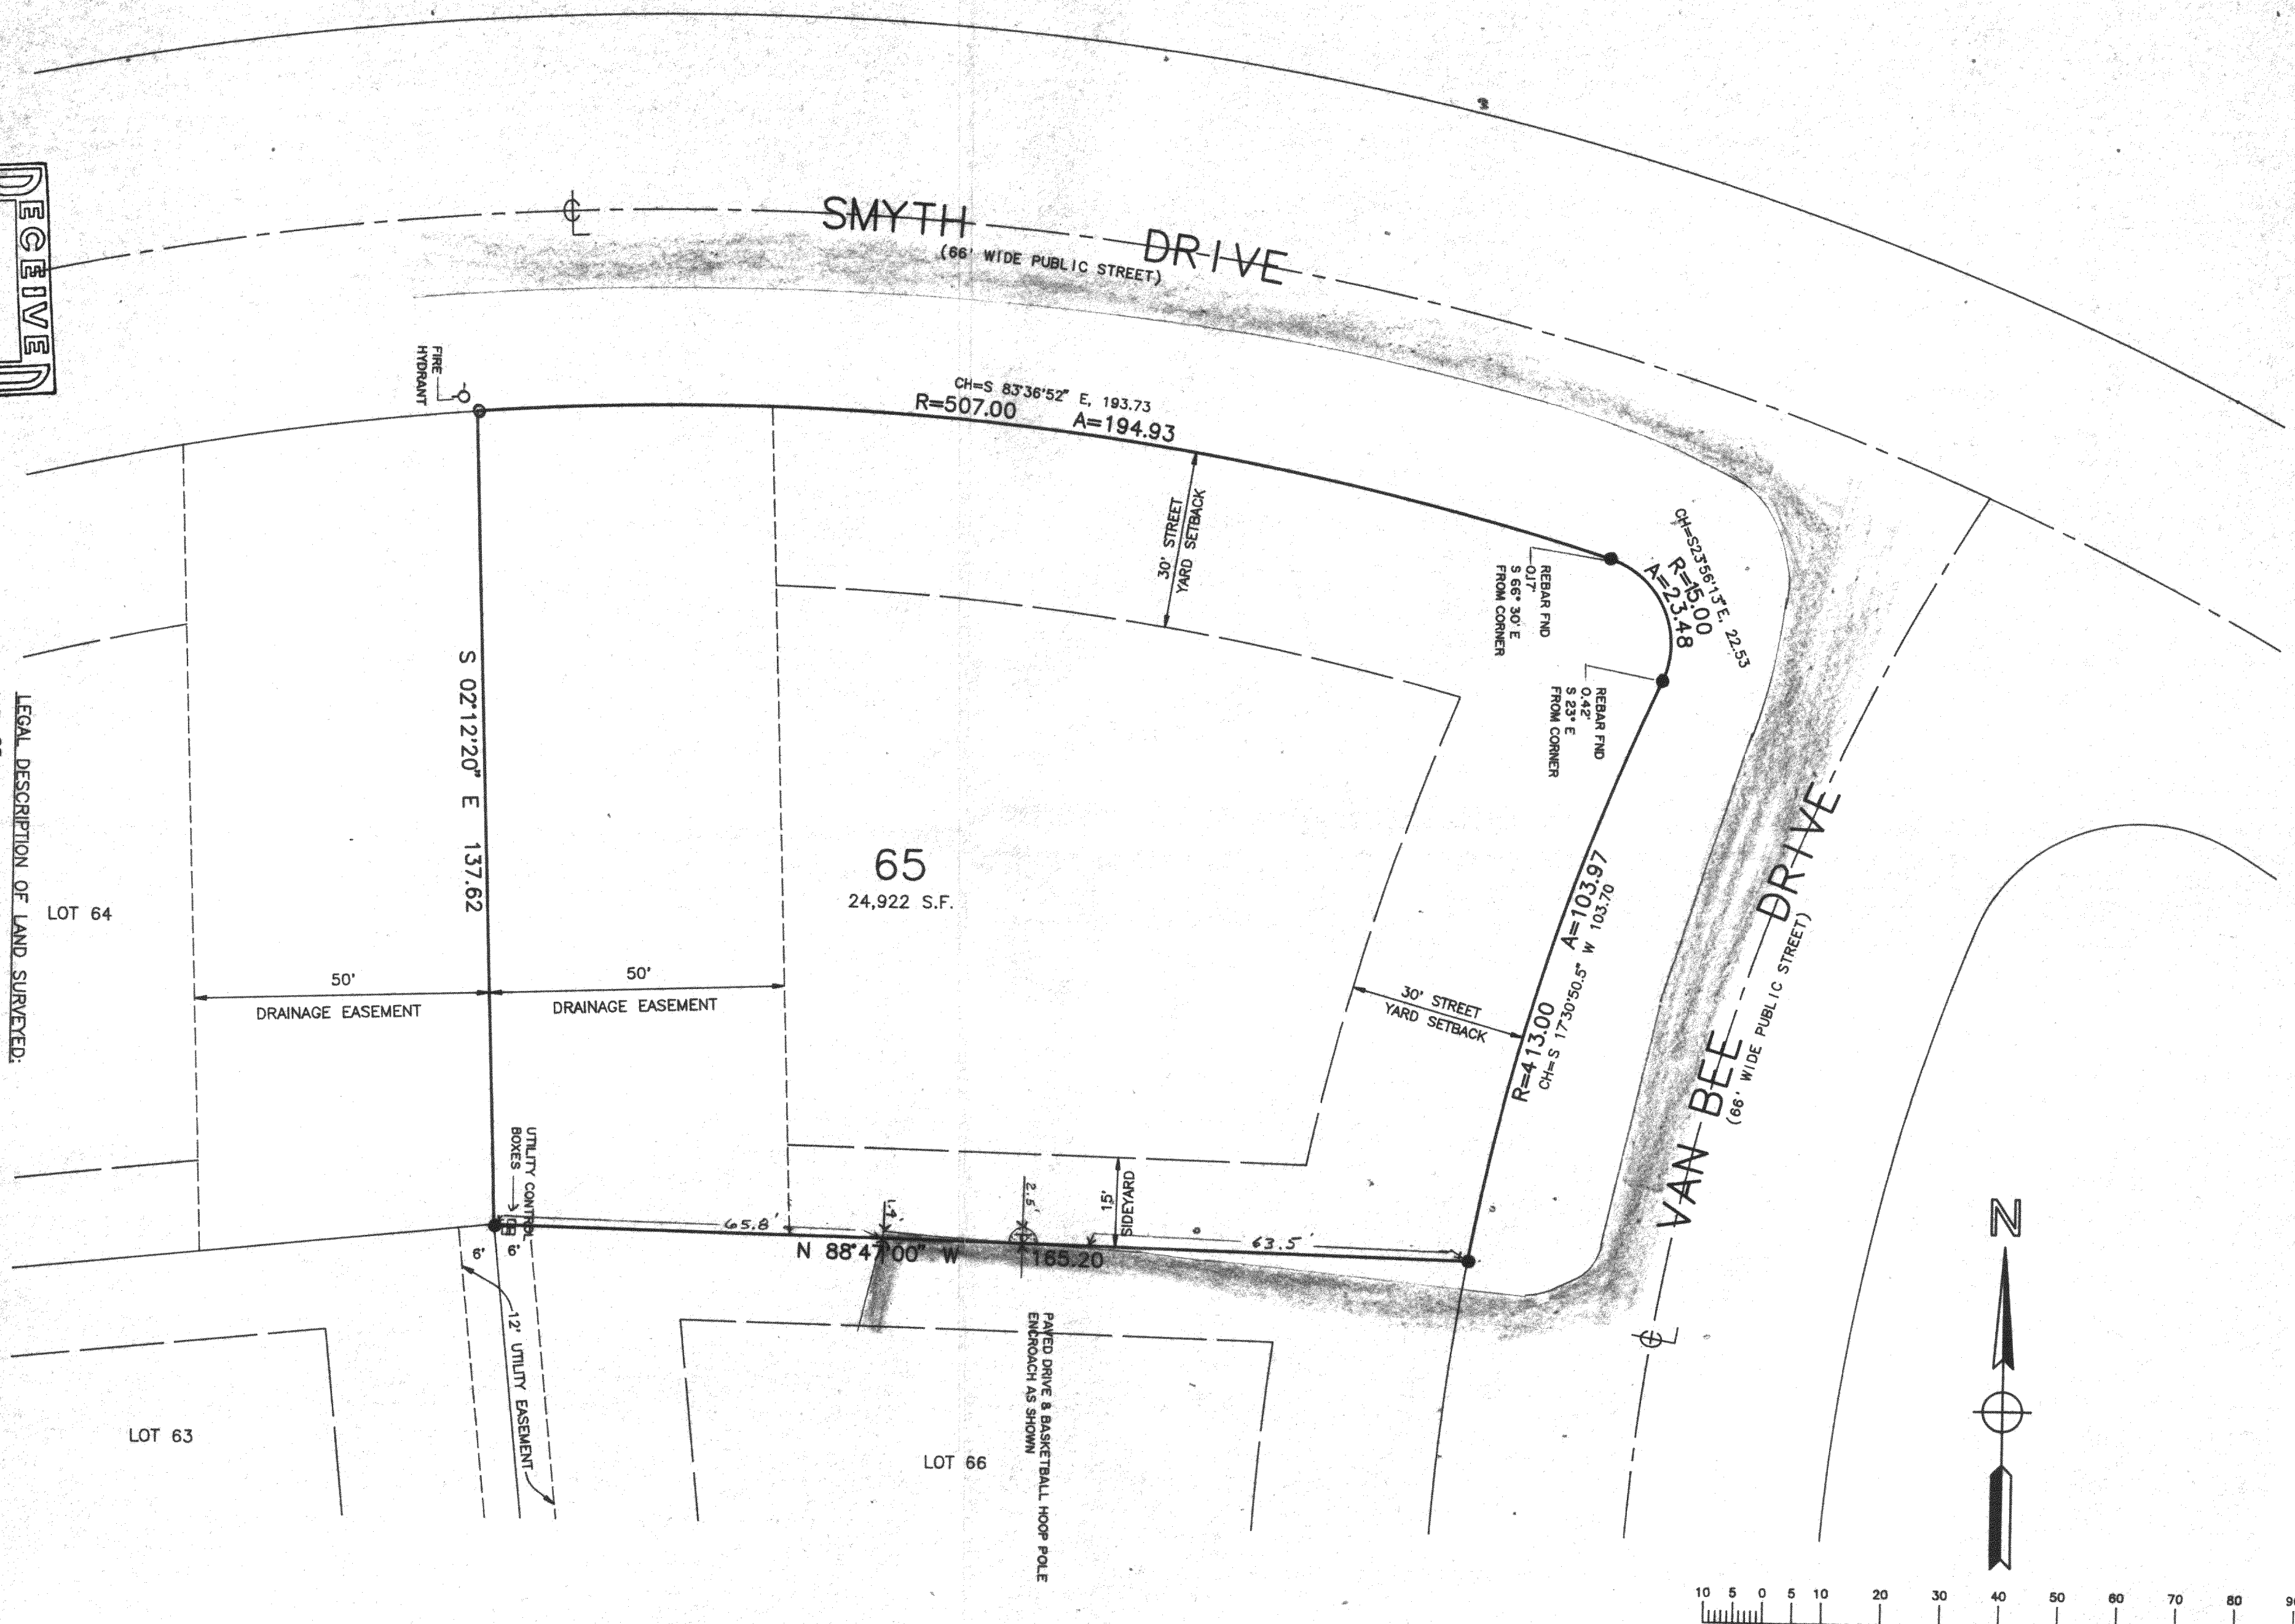 SMYTH DRIVE
(66' WIDE PUBLIC STREET)
FIRE
HYDRANT
CH=S 83°36'52" E, 193.73
R=507.00 A=194.93
30' STREET
YARD SETBACK
CH=S23°56'13"E, 22.53
R=15.00
A=23.48
REBAR FND
0.17'
S 66° 30' E
FROM CORNER
REBAR FND
0.42'
S 23° E
FROM CORNER
S 02°12'20" E 137.62
LEGAL DESCRIPTION OF LAND SURVEYED:
LOT 64
65
24,922 S.F.
50'
DRAINAGE EASEMENT
50'
DRAINAGE EASEMENT
30' STREET
YARD SETBACK
R=413.00 A=103.97
CH=S 17°30'50.5" W 103.70
VAN BEE DRIVE
(66' WIDE PUBLIC STREET)
UTILITY CONTROL
BOXES
6'
6'
65.8'
2.5'
15'
SIDEYARD
63.5'
N 88°47'00" W 165.20
12' UTILITY EASEMENT
PAVED DRIVE & BASKETBALL HOOP POLE
ENCROACH AS SHOWN
LOT 63
LOT 66
N
10 5 0 5 10 20 30 40 50 60 70 80